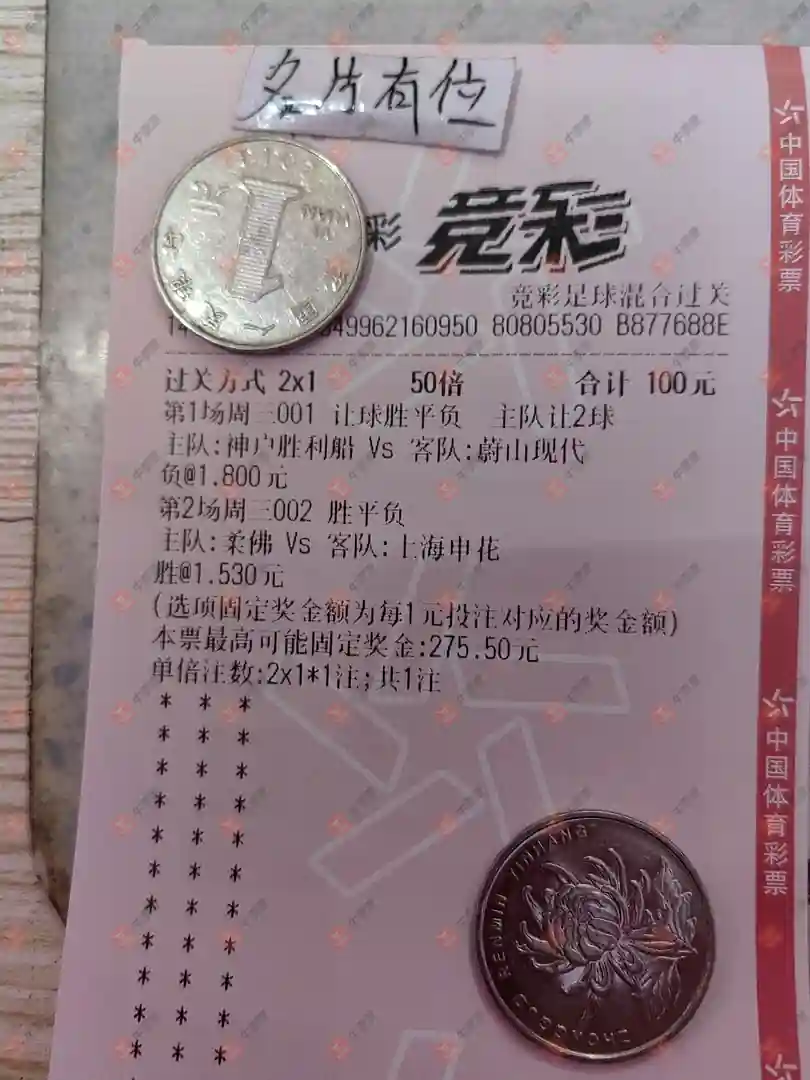 名片有位
彩 竞彩
竞彩足球混合过关
49962160950 80805530 B877688E
过关方式 2x1 50倍 合计 100元
第1场周三001 让球胜平负 主队让2球
主队:神户胜利船 Vs 客队:蔚山现代
负@1.800元
第2场周三002 胜平负
主队:柔佛 Vs 客队:上海申花
胜@1.530元
(选项固定奖金额为每1元投注对应的奖金额)
本票最高可能固定奖金:275.50元
单倍注数:2x1*1注;共1注
* * *
* * *
* * *
* * *
* * *
* * *
* * *
* * *
* * *
* * *
* * *
中国体育彩票
中国体育彩票
中国体育彩票
RENMIN YINHANG
ZHONGGUO